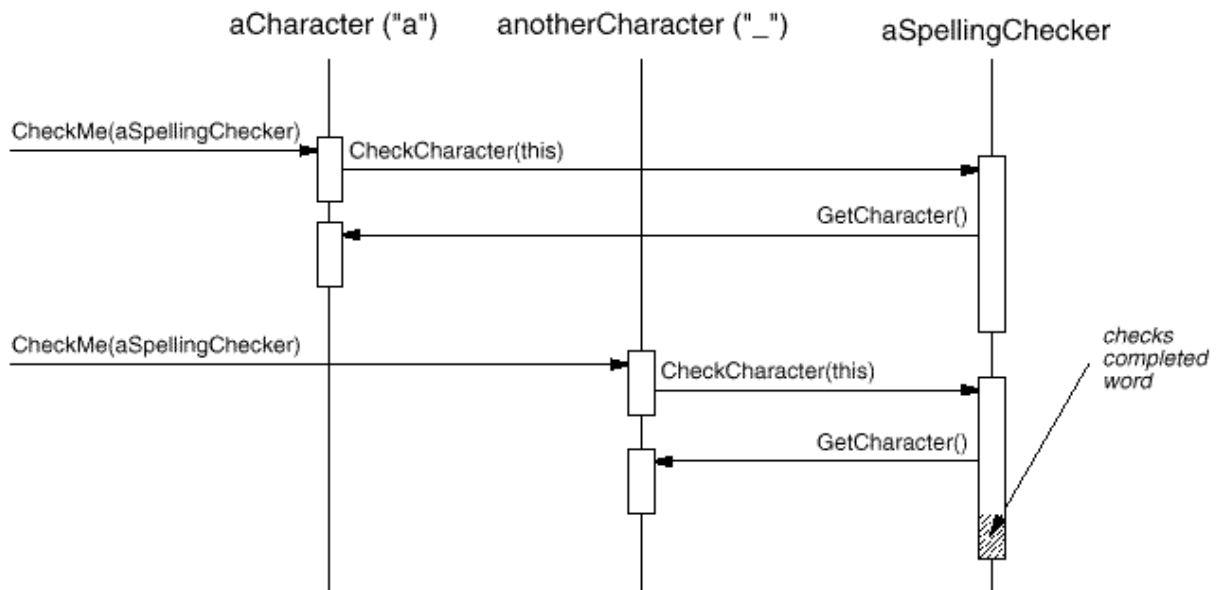 aCharacter ("a")
anotherCharacter ("_")
aSpellingChecker
CheckMe(aSpellingChecker)
CheckCharacter(this)
GetCharacter()
CheckMe(aSpellingChecker)
CheckCharacter(this)
GetCharacter()
checks
completed
word